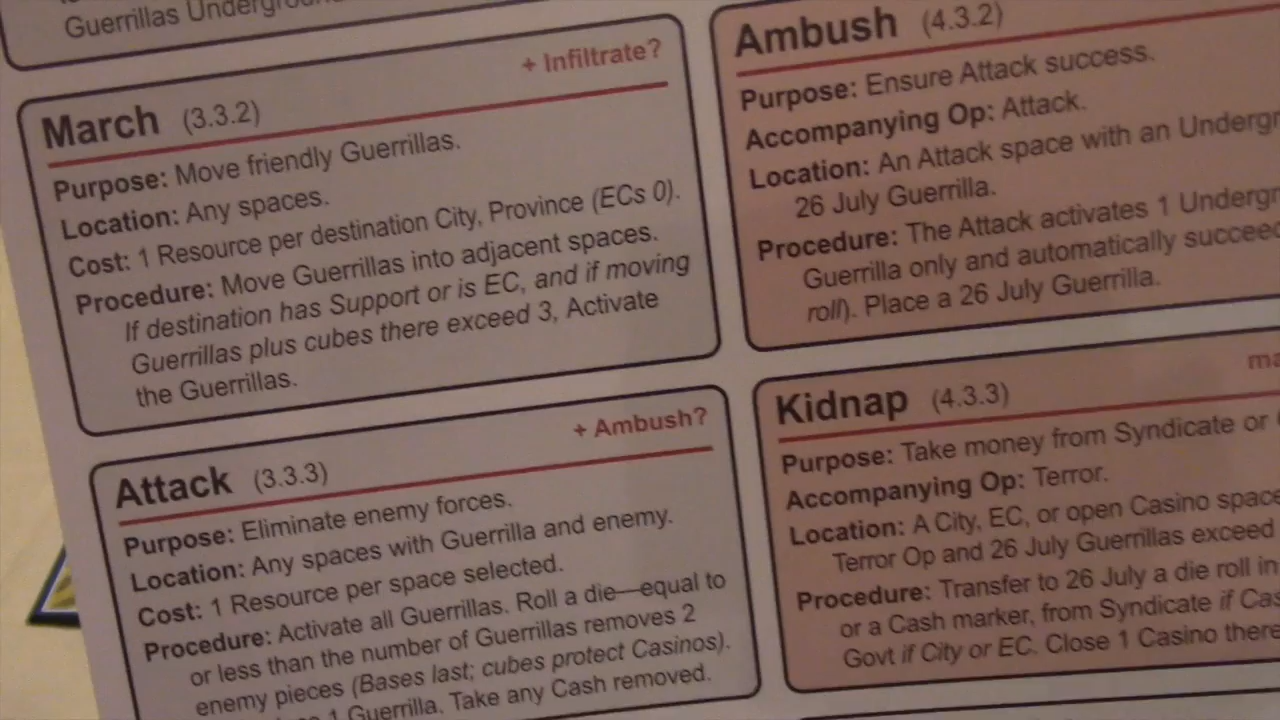 Guerrillas Underground
+ Infiltrate?
March (3.3.2)
Purpose: Move friendly Guerrillas.
Location: Any spaces.
Cost: 1 Resource per destination City, Province (ECs 0).
Procedure: Move Guerrillas into adjacent spaces.
If destination has Support or is EC, and if moving
Guerrillas plus cubes there exceed 3, Activate
the Guerrillas.
+ Ambush?
Attack (3.3.3)
Purpose: Eliminate enemy forces.
Location: Any spaces with Guerrilla and enemy.
Cost: 1 Resource per space selected.
Procedure: Activate all Guerrillas. Roll a die—equal to
or less than the number of Guerrillas removes 2
enemy pieces (Bases last; cubes protect Casinos).
1 Guerrilla. Take any Cash removed.
Ambush (4.3.2)
Purpose: Ensure Attack success.
Accompanying Op: Attack.
Location: An Attack space with an Undergr
26 July Guerrilla.
Procedure: The Attack activates 1 Undergr
Guerrilla only and automatically succeed
roll). Place a 26 July Guerrilla.
ma
Kidnap (4.3.3)
Purpose: Take money from Syndicate or
Accompanying Op: Terror.
Location: A City, EC, or open Casino space
Terror Op and 26 July Guerrillas exceed
Procedure: Transfer to 26 July a die roll in
or a Cash marker, from Syndicate if Cas
Govt if City or EC. Close 1 Casino there